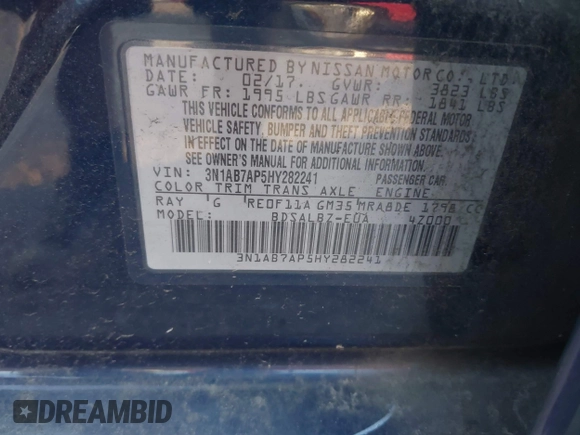 MANUFACTURED BY NISSAN MOTOR CO., LTD.
DATE: 02/17. GVWR: 3823 LBS
GAWR FR: 1995 LBS GAWR RR: 1841 LBS
THIS VEHICLE CONFORMS TO ALL APPLICABLE FEDERAL MOTOR
VEHICLE SAFETY, BUMPER AND THEFT PREVENTION STANDARDS
IN EFFECT ON THE DATE OF MANUFACTURE SHOWN ABOVE.
SEE OWNER'S MANUAL FOR ADDITIONAL INFORMATION
VIN: 3N1AB7AP5HY282241 PASSENGER CAR
COLOR TRIM TRANS AXLE ENGINE
RAY G RE0F11A GM35 MRA8DE 1798 CC
MODEL: BDSALBZ-EUA 4Z000
3N1AB7AP5HY282241
DREAMBID